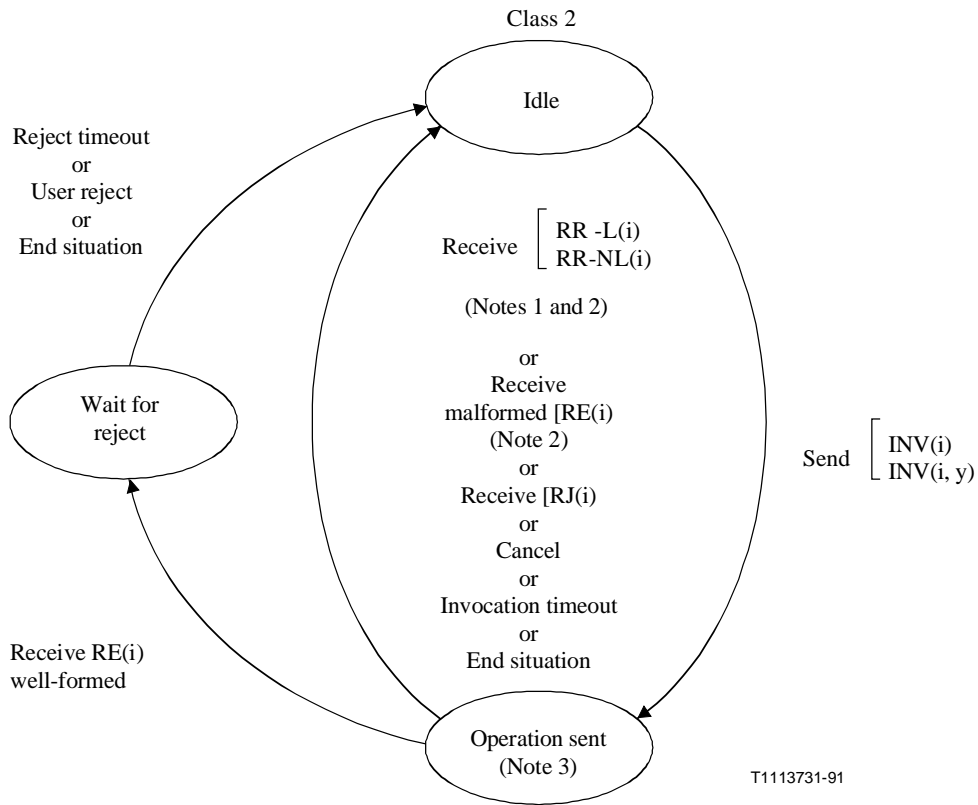 Class 2
Idle
Reject timeout
or
User reject
or
End situation
Receive
RR -L(i)
RR-NL(i)
(Notes 1 and 2)
or
Receive
malformed [RE(i)
(Note 2)
or
Receive [RJ(i)
or
Cancel
or
Invocation timeout
or
End situation
Wait for
reject
Send
INV(i)
INV(i, y)
Receive RE(i)
well-formed
Operation sent
(Note 3)
T1113731-91